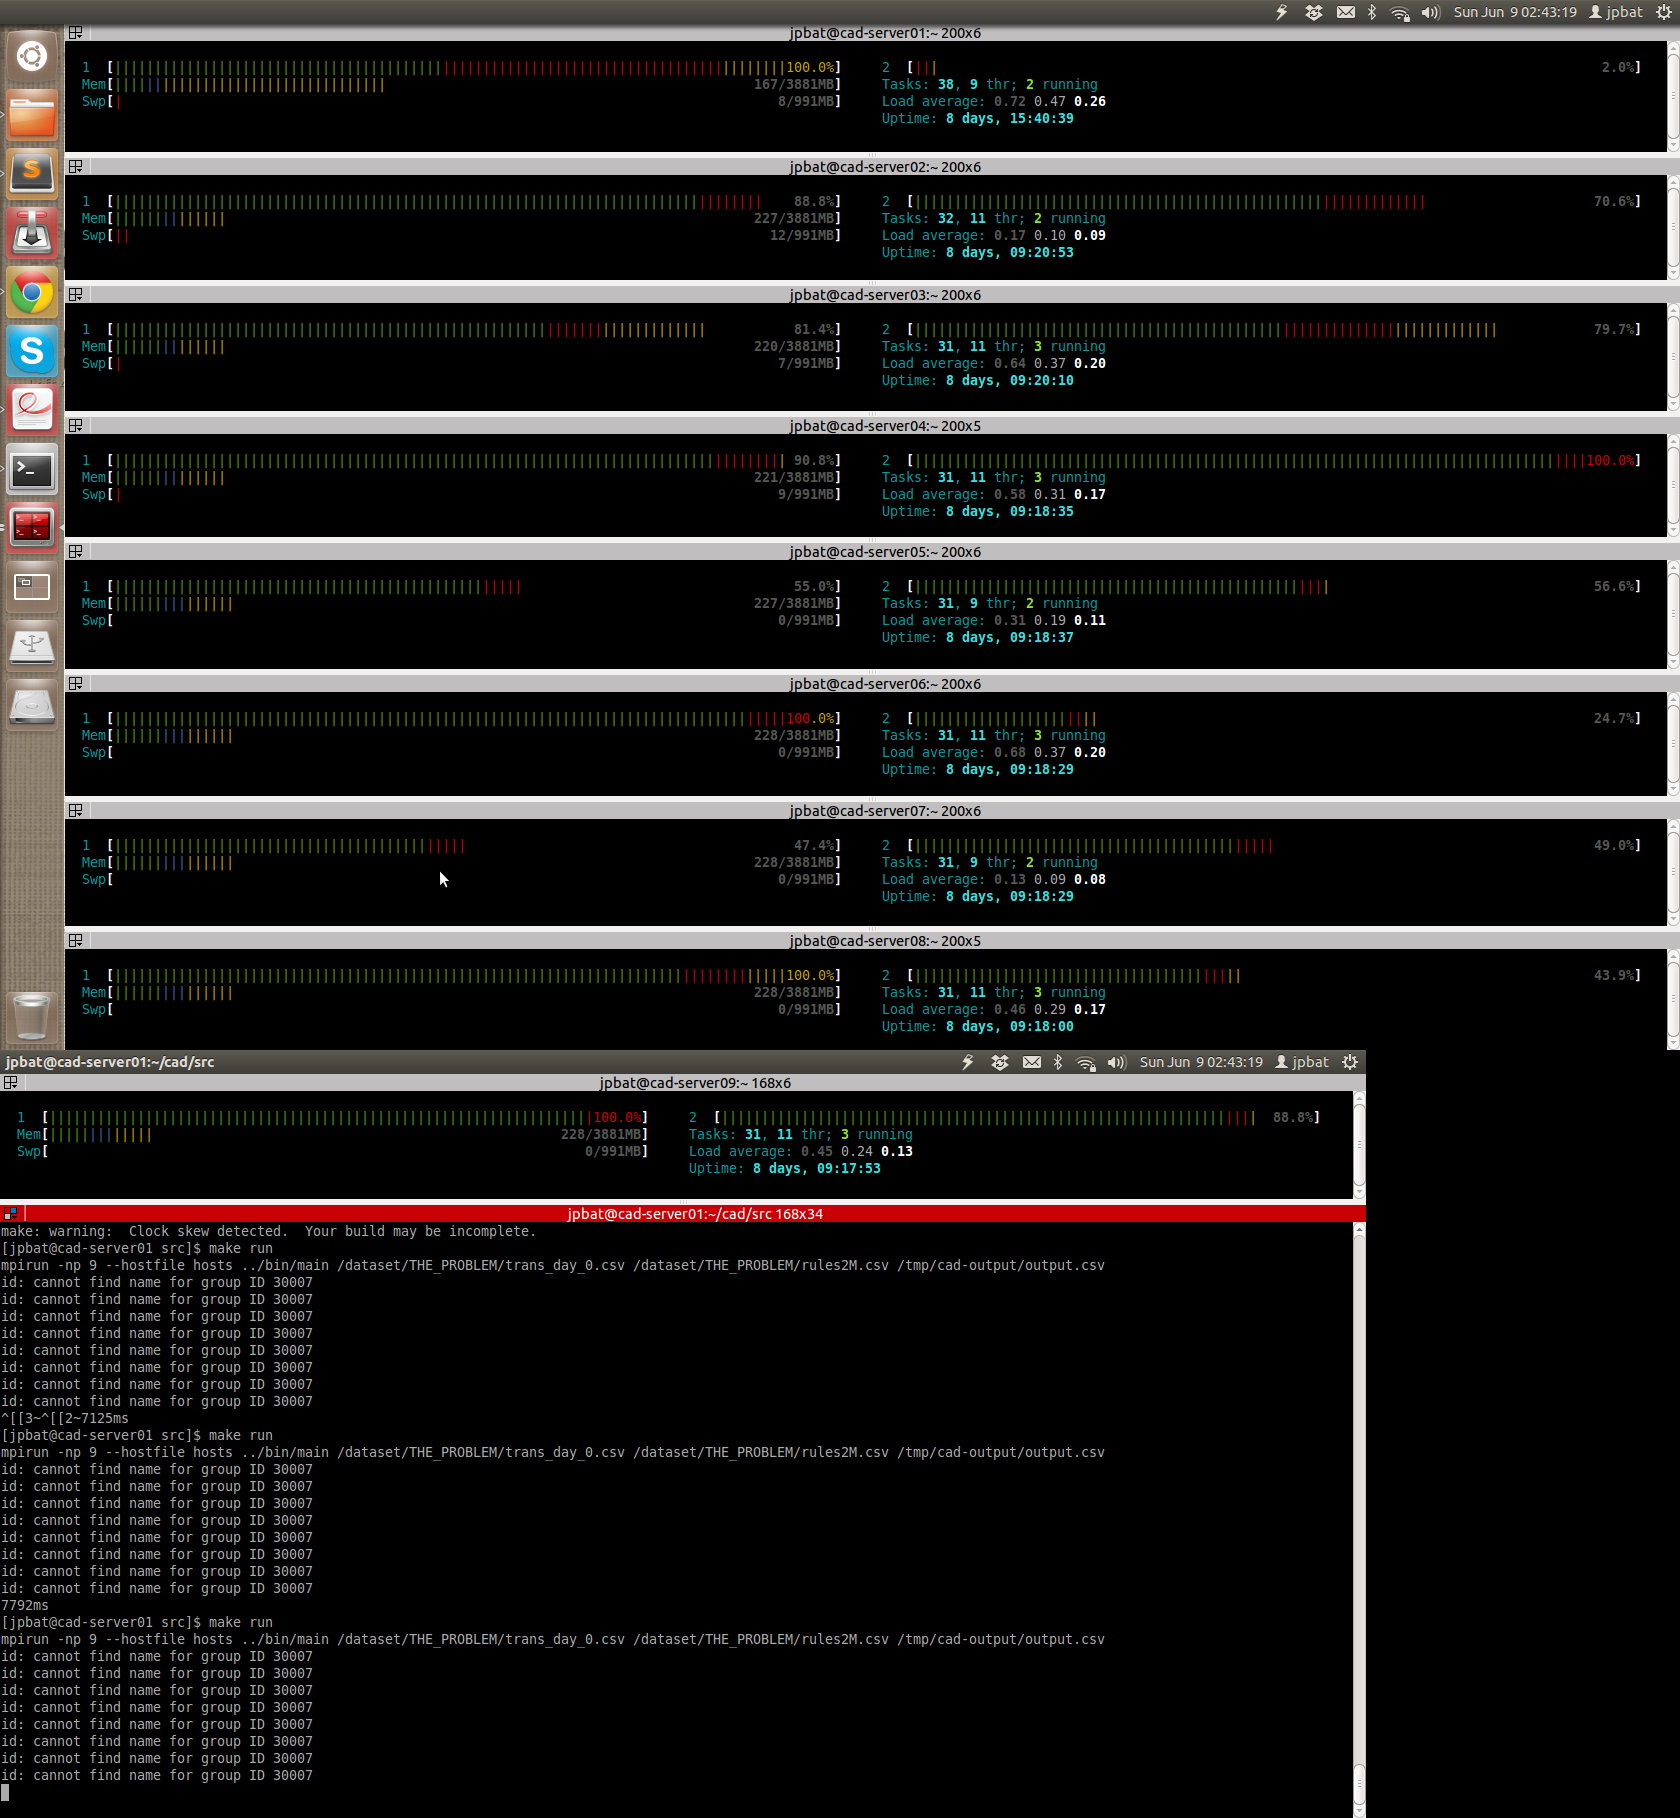 Sun Jun 9 02:43:19 jpbat
jpbat@cad-server01:~ 200x6
1 [100.0%] 2 [2.0%]
Mem[167/3881MB] Tasks: 38, 9 thr; 2 running
Swp[8/991MB] Load average: 0.72 0.47 0.26
Uptime: 8 days, 15:40:39
jpbat@cad-server02:~ 200x6
1 [88.8%] 2 [70.6%]
Mem[227/3881MB] Tasks: 32, 11 thr; 2 running
Swp[12/991MB] Load average: 0.17 0.10 0.09
Uptime: 8 days, 09:20:53
jpbat@cad-server03:~ 200x6
1 [81.4%] 2 [79.7%]
Mem[220/3881MB] Tasks: 31, 11 thr; 3 running
Swp[7/991MB] Load average: 0.64 0.37 0.20
Uptime: 8 days, 09:20:10
jpbat@cad-server04:~ 200x5
1 [90.8%] 2 [100.0%]
Mem[221/3881MB] Tasks: 31, 11 thr; 3 running
Swp[9/991MB] Load average: 0.58 0.31 0.17
Uptime: 8 days, 09:18:35
jpbat@cad-server05:~ 200x6
1 [55.0%] 2 [56.6%]
Mem[227/3881MB] Tasks: 31, 9 thr; 2 running
Swp[0/991MB] Load average: 0.31 0.19 0.11
Uptime: 8 days, 09:18:37
jpbat@cad-server06:~ 200x6
1 [100.0%] 2 [24.7%]
Mem[228/3881MB] Tasks: 31, 11 thr; 3 running
Swp[0/991MB] Load average: 0.68 0.37 0.20
Uptime: 8 days, 09:18:29
jpbat@cad-server07:~ 200x6
1 [47.4%] 2 [49.0%]
Mem[228/3881MB] Tasks: 31, 9 thr; 2 running
Swp[0/991MB] Load average: 0.13 0.09 0.08
Uptime: 8 days, 09:18:29
jpbat@cad-server08:~ 200x5
1 [100.0%] 2 [43.9%]
Mem[228/3881MB] Tasks: 31, 11 thr; 3 running
Swp[0/991MB] Load average: 0.46 0.29 0.17
Uptime: 8 days, 09:18:00
jpbat@cad-server01:~/cad/src Sun Jun 9 02:43:19 jpbat
jpbat@cad-server09:~ 168x6
1 [100.0%] 2 [88.8%]
Mem[228/3881MB] Tasks: 31, 11 thr; 3 running
Swp[0/991MB] Load average: 0.45 0.24 0.13
Uptime: 8 days, 09:17:53
jpbat@cad-server01:~/cad/src 168x34
make: warning:  Clock skew detected.  Your build may be incomplete.
[jpbat@cad-server01 src]$ make run
mpirun -np 9 --hostfile hosts ../bin/main /dataset/THE_PROBLEM/trans_day_0.csv /dataset/THE_PROBLEM/rules2M.csv /tmp/cad-output/output.csv
id: cannot find name for group ID 30007
id: cannot find name for group ID 30007
id: cannot find name for group ID 30007
id: cannot find name for group ID 30007
id: cannot find name for group ID 30007
id: cannot find name for group ID 30007
id: cannot find name for group ID 30007
id: cannot find name for group ID 30007
^[[3~^[[2~7125ms
[jpbat@cad-server01 src]$ make run
mpirun -np 9 --hostfile hosts ../bin/main /dataset/THE_PROBLEM/trans_day_0.csv /dataset/THE_PROBLEM/rules2M.csv /tmp/cad-output/output.csv
id: cannot find name for group ID 30007
id: cannot find name for group ID 30007
id: cannot find name for group ID 30007
id: cannot find name for group ID 30007
id: cannot find name for group ID 30007
id: cannot find name for group ID 30007
id: cannot find name for group ID 30007
id: cannot find name for group ID 30007
7792ms
[jpbat@cad-server01 src]$ make run
mpirun -np 9 --hostfile hosts ../bin/main /dataset/THE_PROBLEM/trans_day_0.csv /dataset/THE_PROBLEM/rules2M.csv /tmp/cad-output/output.csv
id: cannot find name for group ID 30007
id: cannot find name for group ID 30007
id: cannot find name for group ID 30007
id: cannot find name for group ID 30007
id: cannot find name for group ID 30007
id: cannot find name for group ID 30007
id: cannot find name for group ID 30007
id: cannot find name for group ID 30007